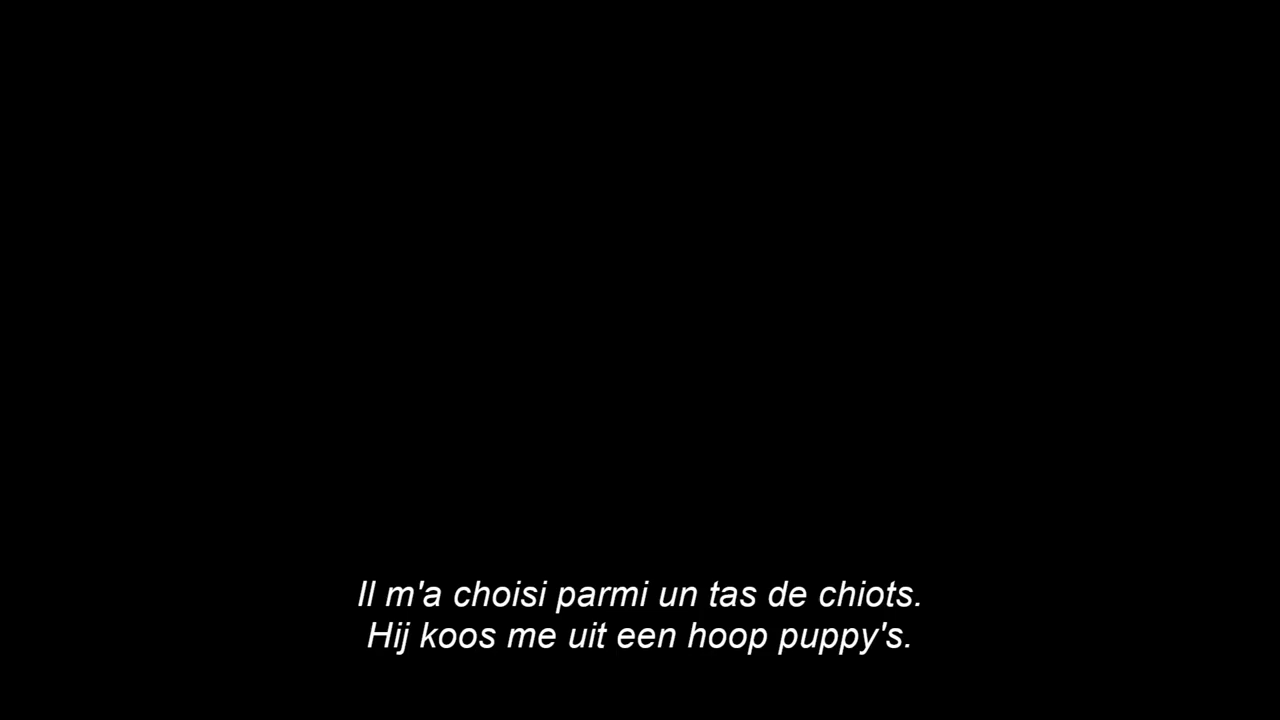 Il m'a choisi parmi un tas de chiots.
Hij koos me uit een hoop puppy's.